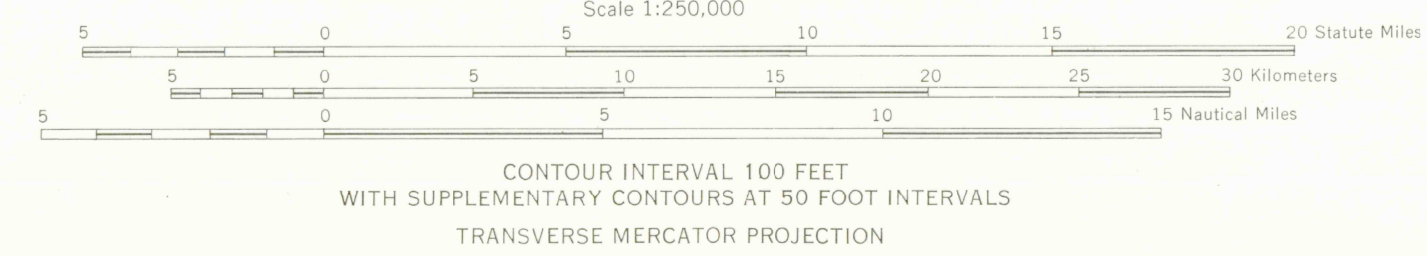 Scale 1:250,000
5 0 5 10 15 20 Statute Miles
5 0 5 10 15 20 25 30 Kilometers
5 0 5 10 15 Nautical Miles
CONTOUR INTERVAL 100 FEET
WITH SUPPLEMENTARY CONTOURS AT 50 FOOT INTERVALS
TRANSVERSE MERCATOR PROJECTION